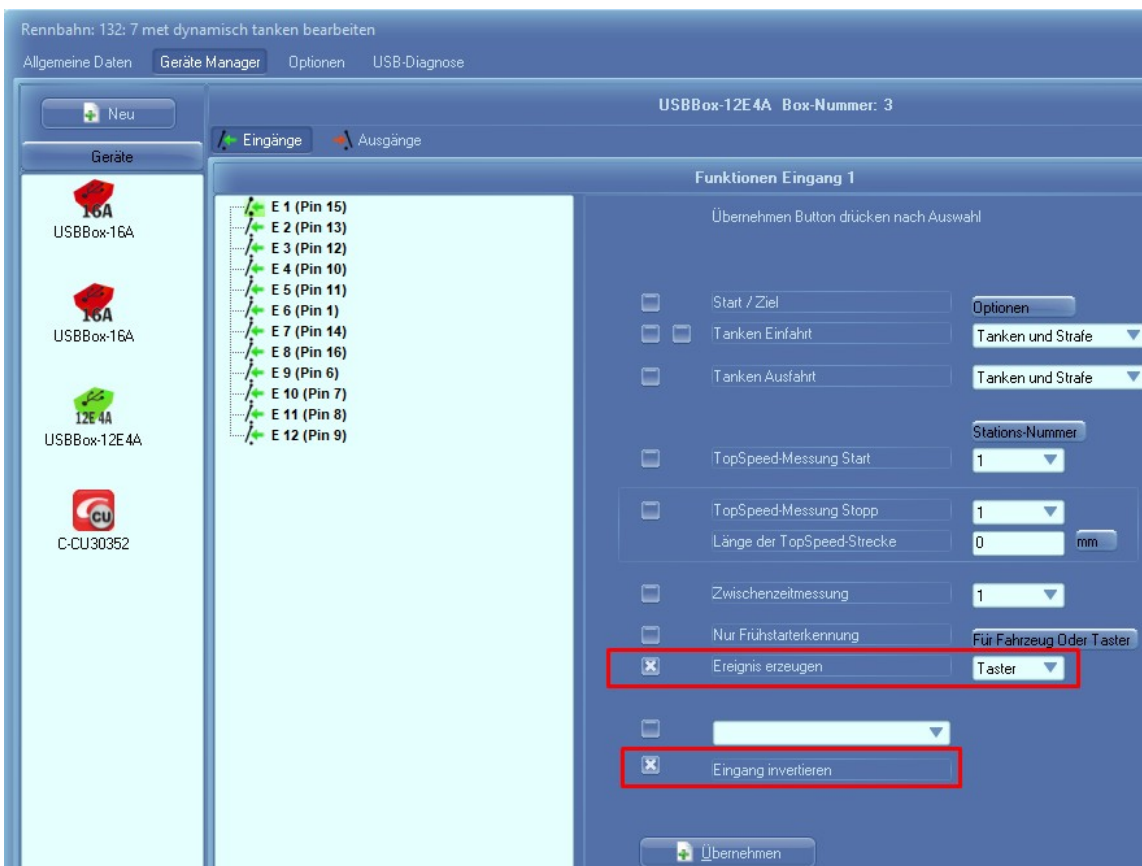 Rennbahn: 132: 7 met dynamisch tanken bearbeiten
Allgemeine Daten Geräte Manager Optionen USB-Diagnose
Neu
USBBox-12E4A Box-Nummer: 3
Eingänge Ausgänge
Geräte
Funktionen Eingang 1
16A
USBBox-16A
16A
USBBox-16A
12E 4A
USBBox-12E4A
CU
C-CU30352
E 1 (Pin 15)
E 2 (Pin 13)
E 3 (Pin 12)
E 4 (Pin 10)
E 5 (Pin 11)
E 6 (Pin 1)
E 7 (Pin 14)
E 8 (Pin 16)
E 9 (Pin 6)
E 10 (Pin 7)
E 11 (Pin 8)
E 12 (Pin 9)
Übernehmen Button drücken nach Auswahl
Start / Ziel Optionen
Tanken Einfahrt Tanken und Strafe
Tanken Ausfahrt Tanken und Strafe
Stations-Nummer
TopSpeed-Messung Start 1
TopSpeed-Messung Stopp 1
Länge der TopSpeed-Strecke 0 mm
Zwischenzeitmessung 1
Nur Frühstarterkennung Für Fahrzeug Oder Taster
Ereignis erzeugen Taster
Eingang invertieren
Übernehmen